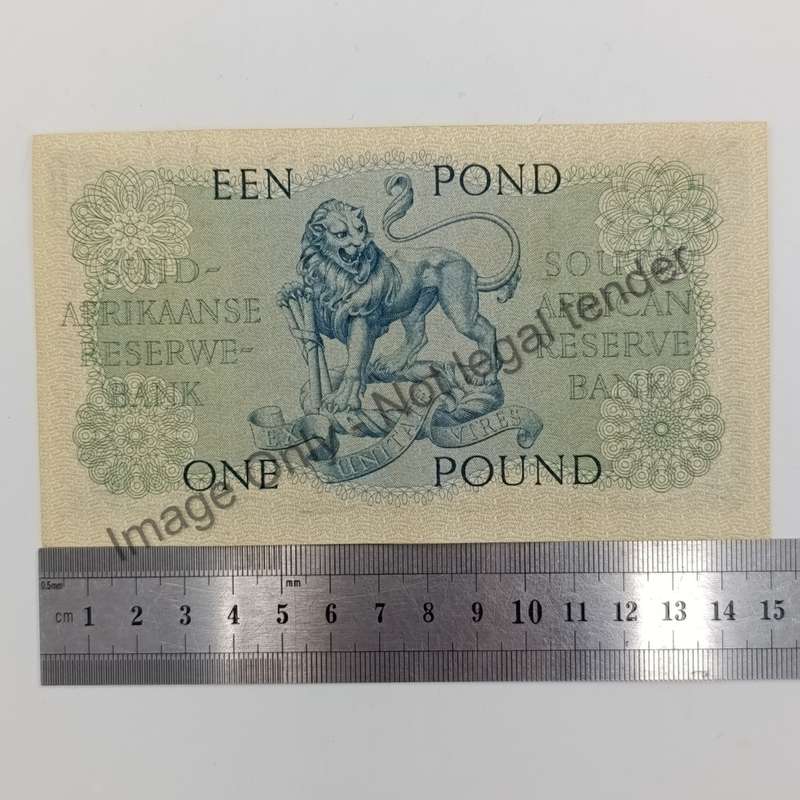 EEN POND
SUID-
AFRIKAANSE
RESERWE-
BANK
SOUTH
AFRICAN
RESERVE
BANK
EX UNITATE VIRES
ONE POUND
Image Only - Not legal tender
0.5mm mm
cm 1 2 3 4 5 6 7 8 9 10 11 12 13 14 15